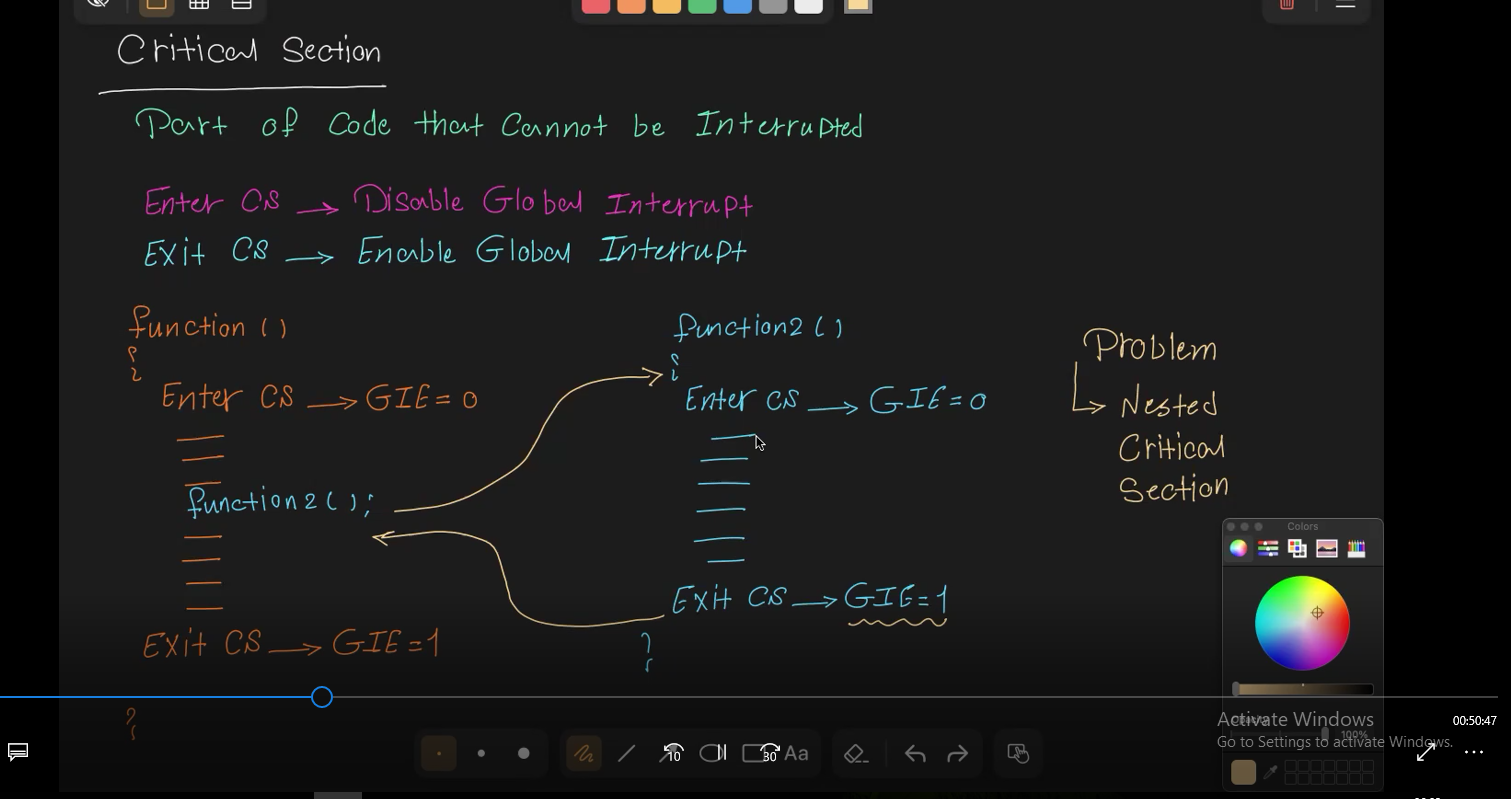 Critical Section
Part of Code that Cannot be Interrupted
Enter CS → Disable Global Interrupt
Exit CS → Enable Global Interrupt
function ()
{
Enter CS → GIE = 0
function2 ();
Exit CS → GIE = 1
}
function2 ()
{
Enter CS → GIE = 0
Exit CS → GIE = 1
}
Problem
Nested
Critical
Section
Colors
100%
Activate Windows
Go to Settings to activate Windows.
00:50:47
10
30
Aa